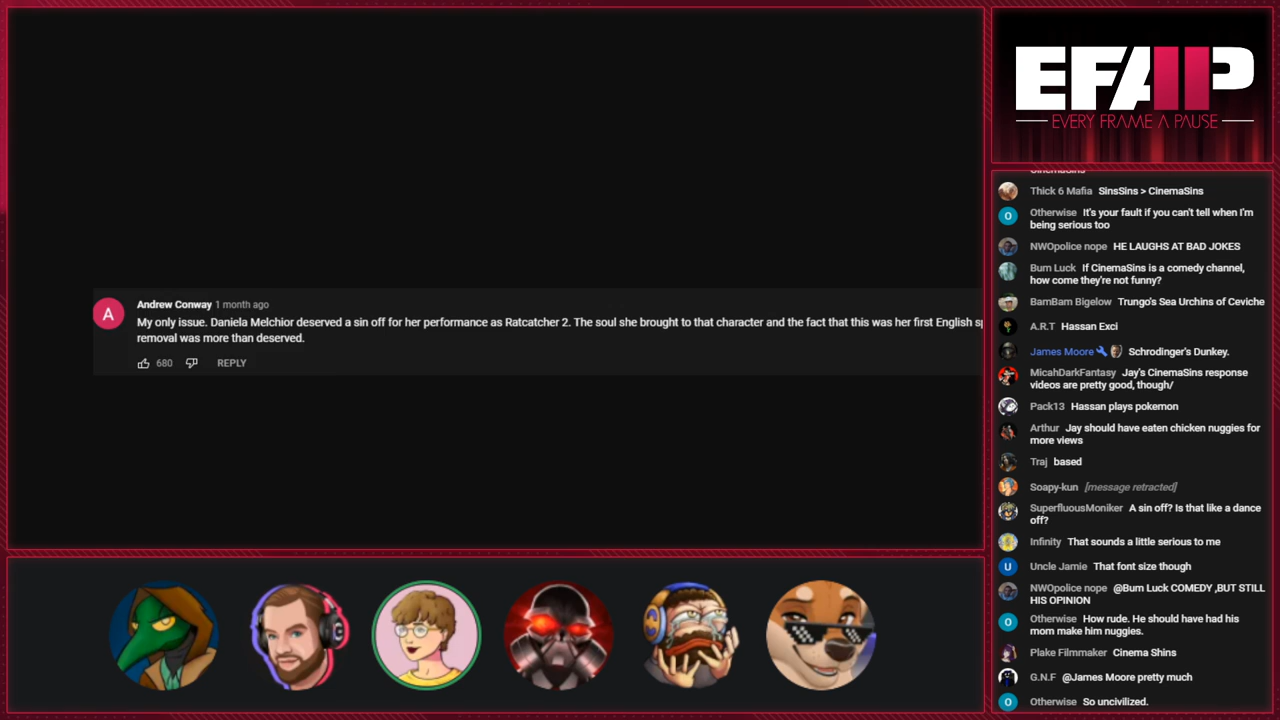 Andrew Conway 1 month ago
My only issue. Daniela Melchior deserved a sin off for her performance as Ratcatcher 2. The soul she brought to that character and the fact that this was her first English
removal was more than deserved.
680 REPLY
A
EFAP
EVERY FRAME A PAUSE
CinemaSins
Thick 6 Mafia SinsSins > CinemaSins
Otherwise It's your fault if you can't tell when I'm
being serious too
NWOpolice nope HE LAUGHS AT BAD JOKES
Bum Luck If CinemaSins is a comedy channel,
how come they're not funny?
BamBam Bigelow Trungo's Sea Urchins of Ceviche
A.R.T Hassan Exci
James Moore Schrodinger's Dunkey.
MicahDarkFantasy Jay's CinemaSins response
videos are pretty good, though/
Pack13 Hassan plays pokemon
Arthur Jay should have eaten chicken nuggies for
more views
Traj based
Soapy-kun [message retracted]
SuperfluousMoniker A sin off? Is that like a dance
off?
Infinity That sounds a little serious to me
Uncle Jamie That font size though
NWOpolice nope @Bum Luck COMEDY ,BUT STILL
HIS OPINION
Otherwise How rude. He should have had his
mom make him nuggies.
Plake Filmmaker Cinema Shins
G.N.F @James Moore pretty much
Otherwise So uncivilized.
O
O
U
O
O